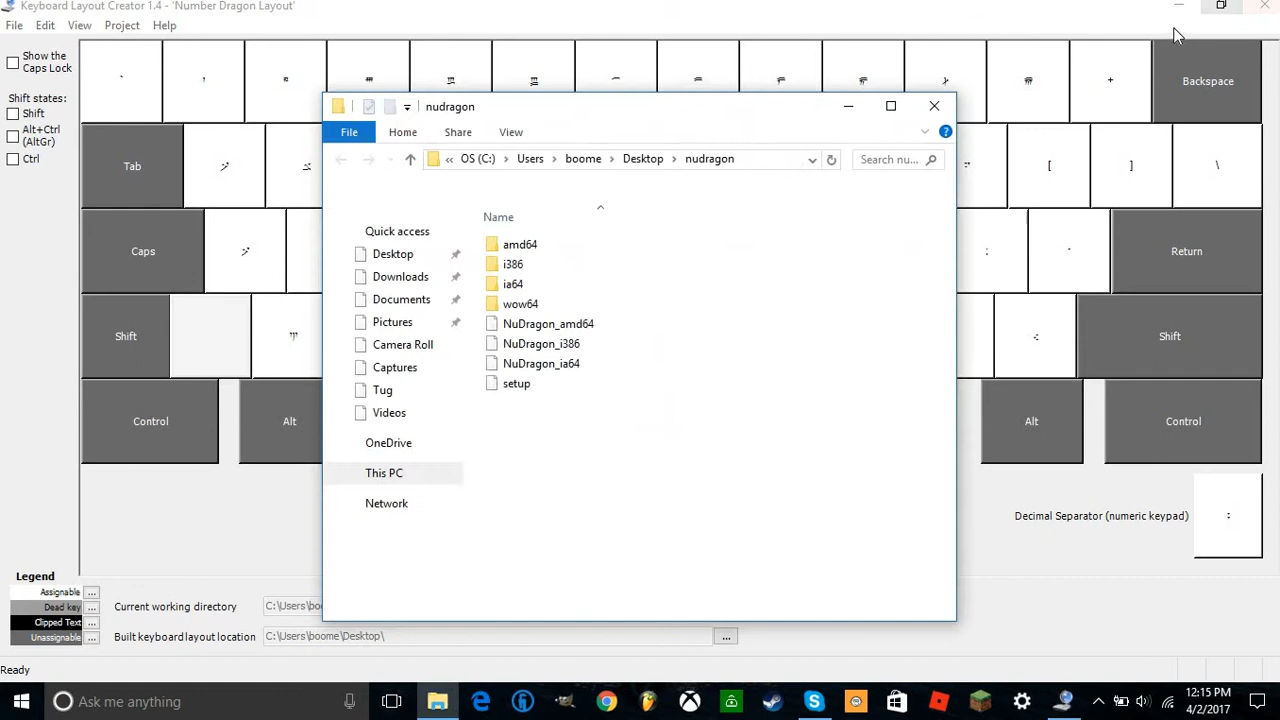 Keyboard Layout Creator 1.4 - 'Number Dragon Layout'
File Edit View Project Help
Show the Caps Lock
Shift states:
Shift
Alt+Ctrl (AltGr)
Ctrl
+ Backspace
Tab [ ] \
Caps ; Return
Shift Shift
Control Alt Alt Control
Decimal Separator (numeric keypad) :
nudragon
File Home Share View
« OS (C:) › Users › boome › Desktop › nudragon
Search nu...
Name
Quick access
Desktop
Downloads
Documents
Pictures
Camera Roll
Captures
Tug
Videos
OneDrive
This PC
Network
amd64
i386
ia64
wow64
NuDragon_amd64
NuDragon_i386
NuDragon_ia64
setup
Legend
Assignable ...
Dead key ...
Clipped Text ...
Unassignable ...
Current working directory C:\Users\boo
Built keyboard layout location C:\Users\boome\Desktop\ ...
Ready
Ask me anything
12:15 PM
4/2/2017